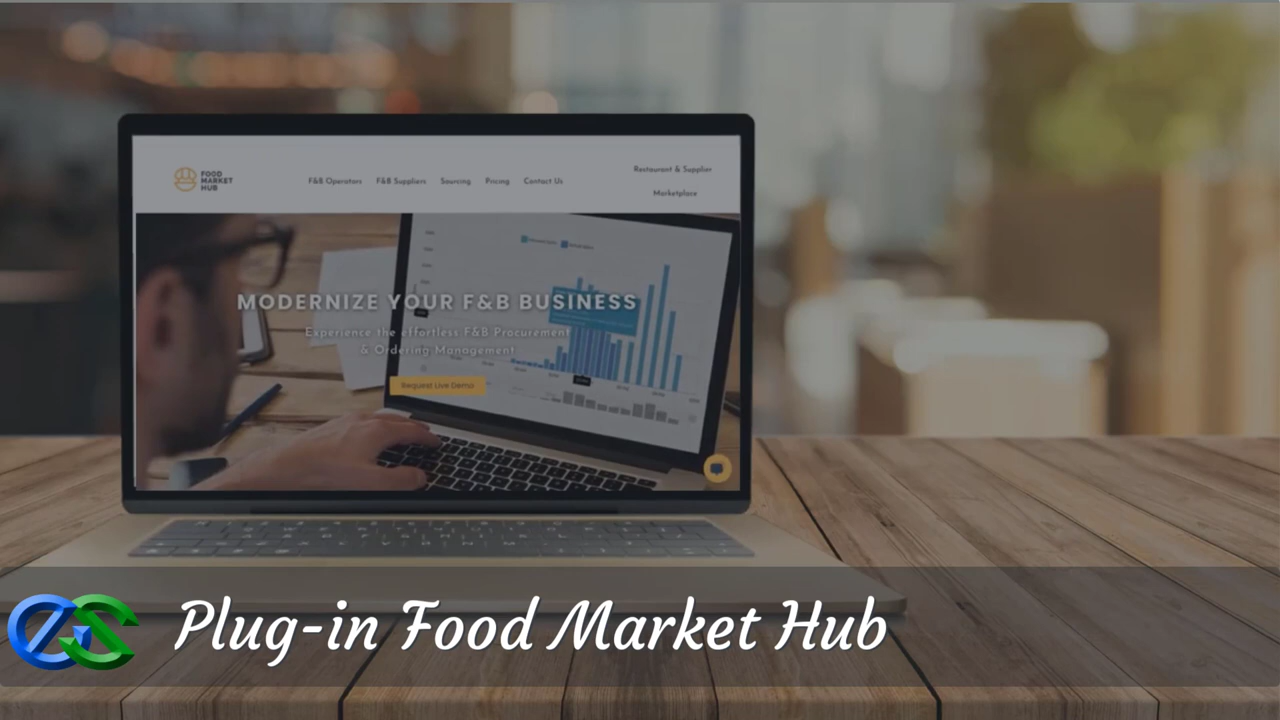 FOOD
MARKET
HUB
F&B Operators F&B Suppliers Sourcing Pricing Contact Us
Restaurant & Supplier
Marketplace
MODERNIZE YOUR F&B BUSINESS
Experience the effortless F&B Procurement
& Ordering Management
Request Live Demo
Plug-in Food Market Hub